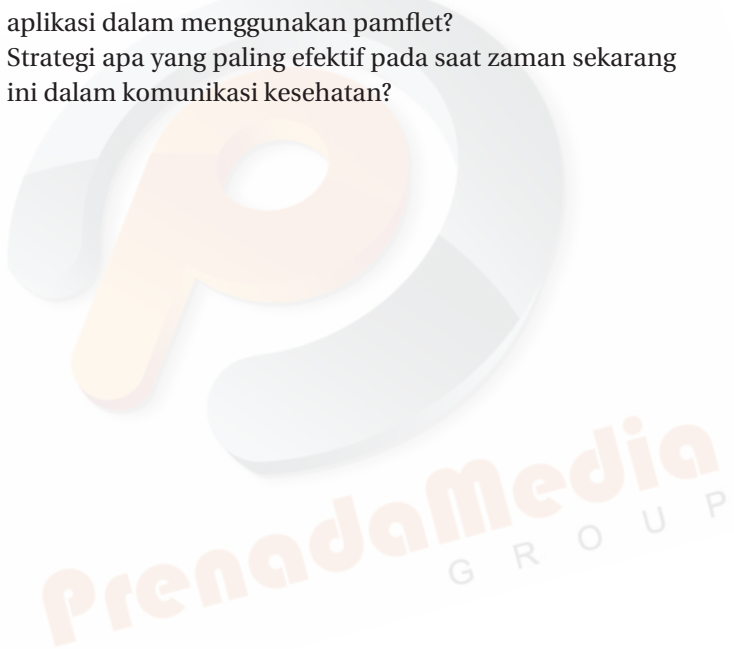 aplikasi dalam menggunakan pamflet?
Strategi apa yang paling efektif pada saat zaman sekarang
ini dalam komunikasi kesehatan?
PrenadaMedia
GROUP